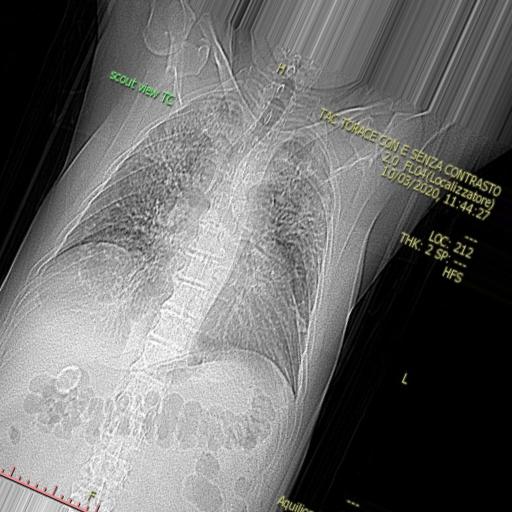 H
scout view TC
TAC TORACE CON E SENZA CONTRASTO
2.0 FL04 (Localizzatore)
10/03/2020, 11:44:27
---
LOC: 212
THK: 2 SP: ---
HFS
L
F
---